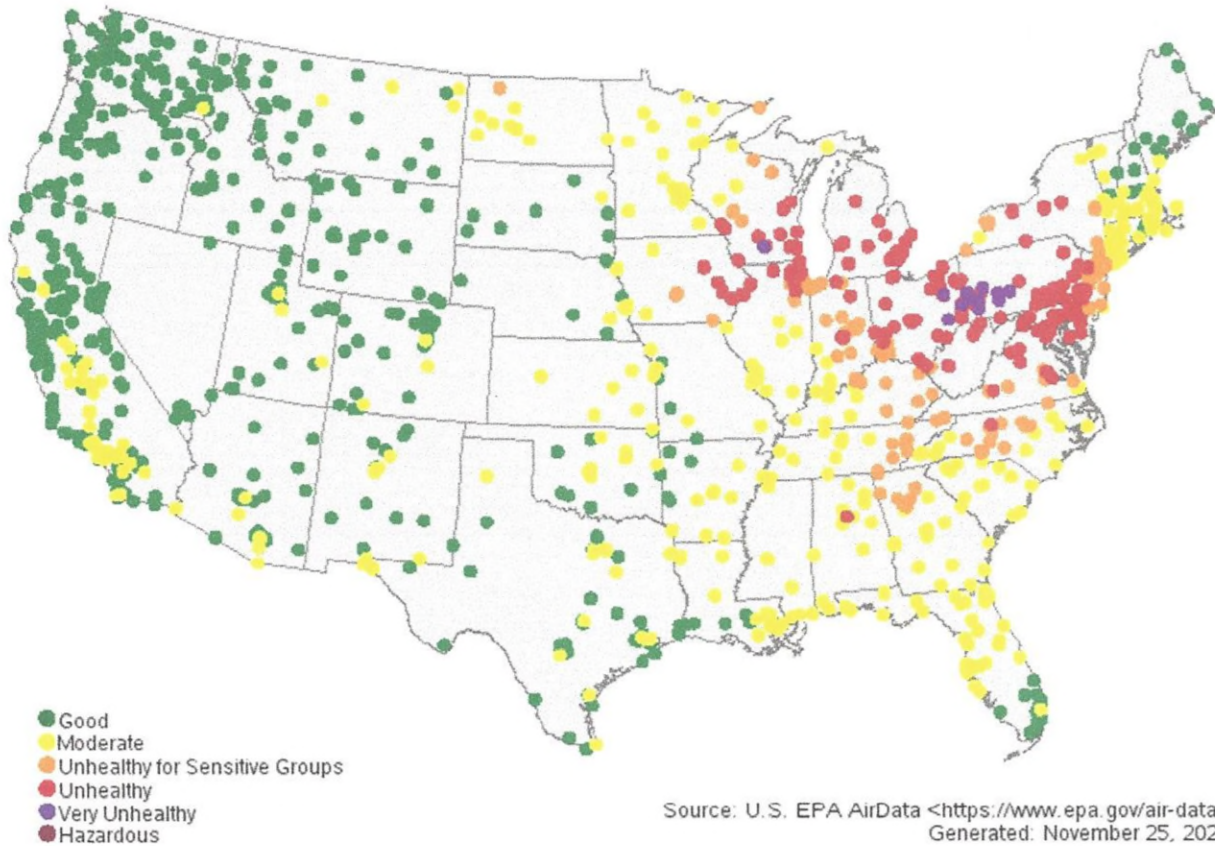 Good
Moderate
Unhealthy for Sensitive Groups
Unhealthy
Very Unhealthy
Hazardous
Source: U.S. EPA AirData <https://www.epa.gov/air-data
Generated: November 25, 202